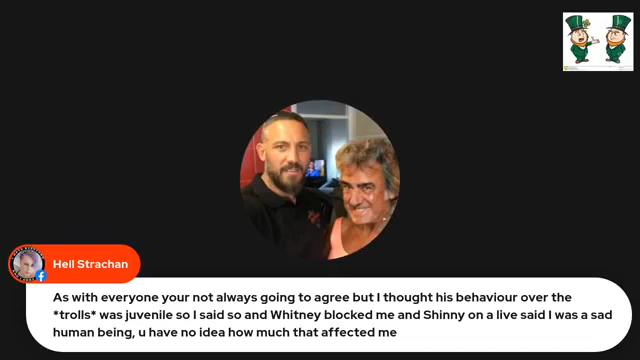 Hell Strachan
As with everyone your not always going to agree but I thought his behaviour over the
*trolls* was juvenile so I said so and Whitney blocked me and Shinny on a live said I was a sad
human being, u have no idea how much that affected me